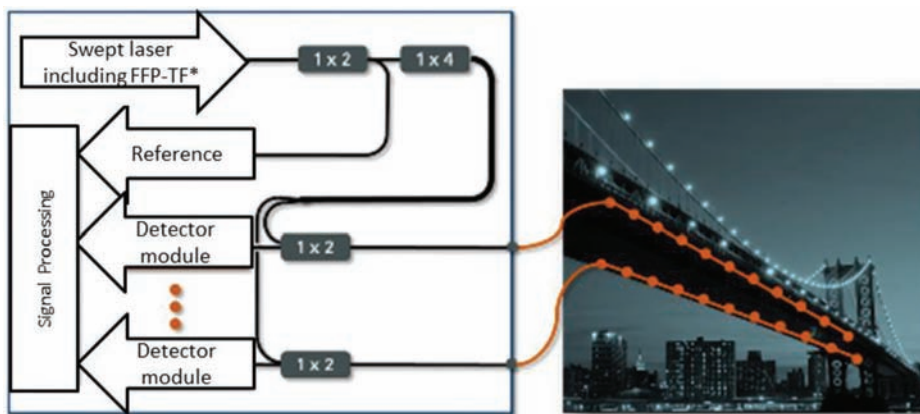 Swept laser
including FFP-TF*
1 x 2
1 x 4
Reference
Signal Processing
Detector
module
1 x 2
Detector
module
1 x 2